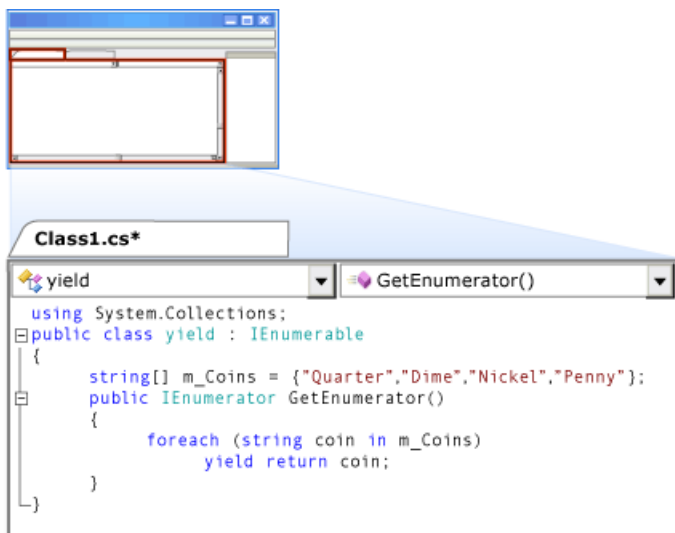 Class1.cs*
yield GetEnumerator()
using System.Collections;
public class yield : IEnumerable
{
string[] m_Coins = {"Quarter","Dime","Nickel","Penny"};
public IEnumerator GetEnumerator()
{
foreach (string coin in m_Coins)
yield return coin;
}
}